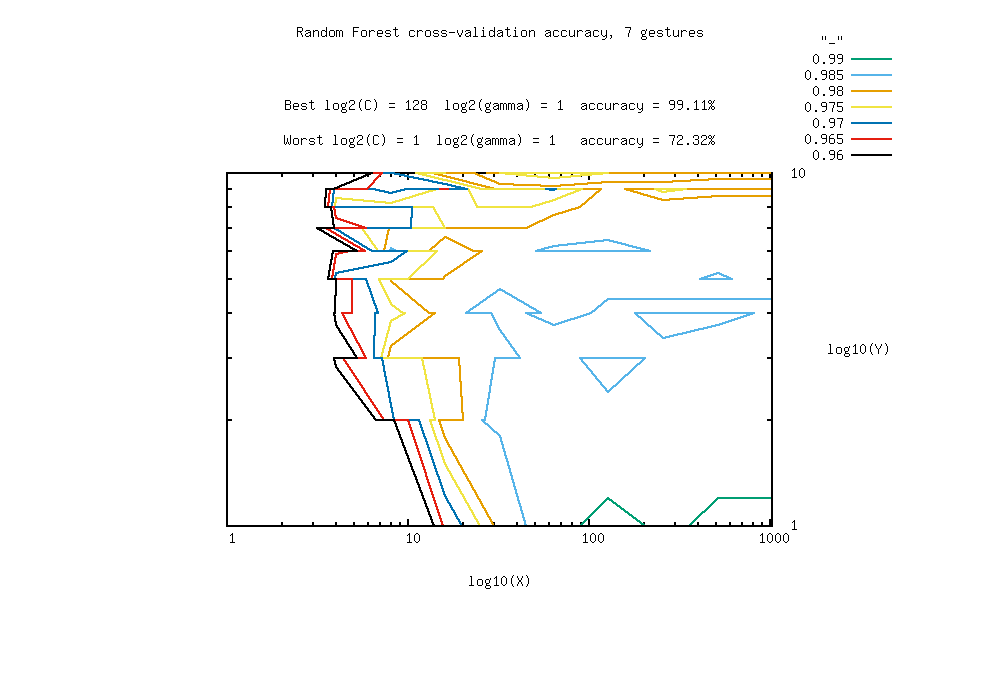 Random Forest cross-validation accuracy, 7 gestures
"_"
0.99
0.985
0.98
0.975
0.97
0.965
0.96
Best log2(C) = 128  log2(gamma) = 1  accuracy = 99.11%
Worst log2(C) = 1  log2(gamma) = 1   accuracy = 72.32%
10
log10(Y)
1
1 10 100 1000
log10(X)